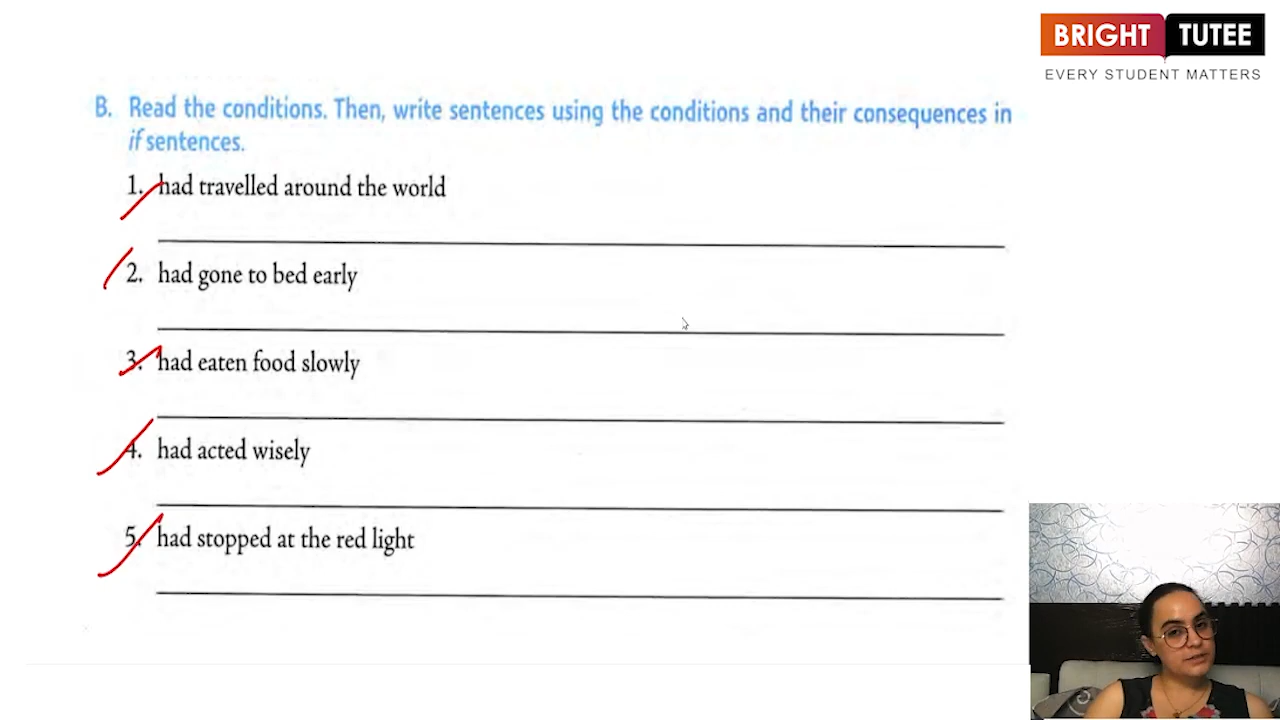 BRIGHT TUTEE
EVERY STUDENT MATTERS
B. Read the conditions. Then, write sentences using the conditions and their consequences in
if sentences.
1. had travelled around the world
2. had gone to bed early
3. had eaten food slowly
4. had acted wisely
5. had stopped at the red light